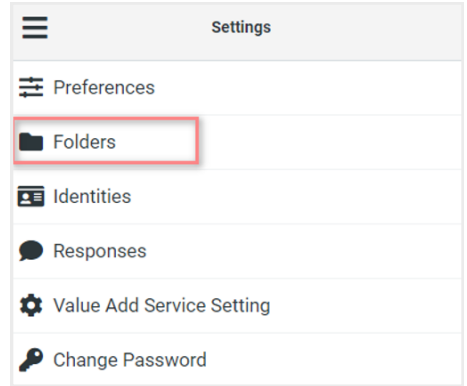 Settings
Preferences
Folders
Identities
Responses
Value Add Service Setting
Change Password